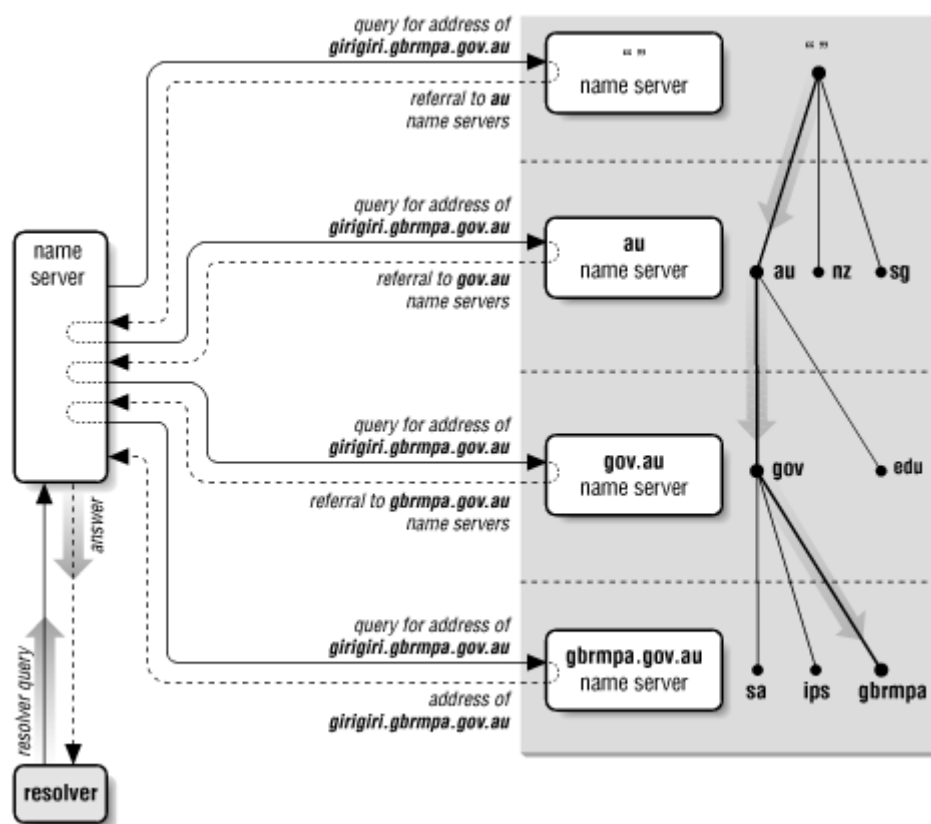 query for address of
girigiri.gbrmpa.gov.au
“ ”
name server
“ ”
referral to au
name servers
query for address of
girigiri.gbrmpa.gov.au
name
server
au
name server
au
nz
sg
referral to gov.au
name servers
query for address of
girigiri.gbrmpa.gov.au
gov.au
name server
gov
edu
referral to gbrmpa.gov.au
name servers
answer
query for address of
girigiri.gbrmpa.gov.au
gbrmpa.gov.au
name server
sa
ips
gbrmpa
address of
girigiri.gbrmpa.gov.au
resolver query
resolver